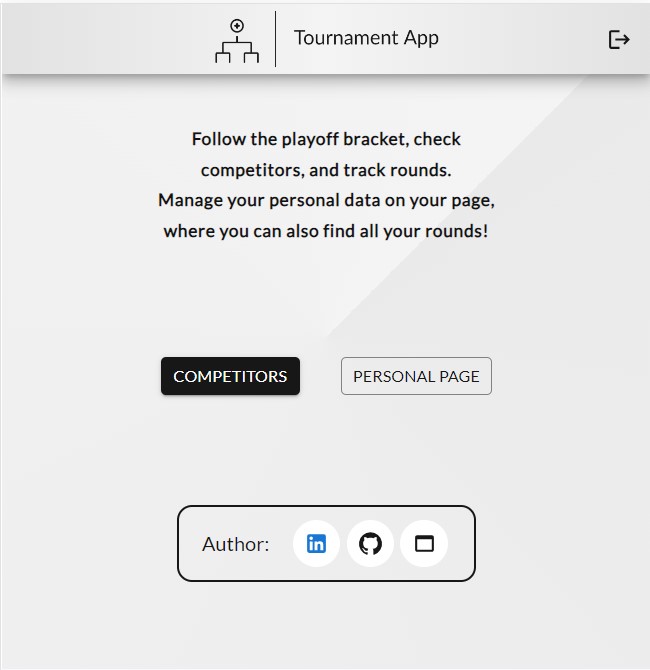 Tournament App
Follow the playoff bracket, check
competitors, and track rounds.
Manage your personal data on your page,
where you can also find all your rounds!
COMPETITORS
PERSONAL PAGE
Author:
in